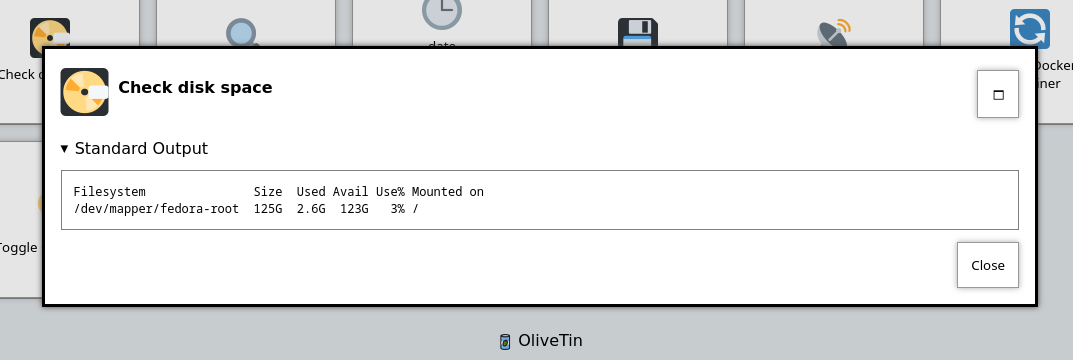 Check
date
Docker
iner
Check disk space
▼ Standard Output
Filesystem Size Used Avail Use% Mounted on
/dev/mapper/fedora-root 125G 2.6G 123G 3% /
Toggle
Close
OliveTin